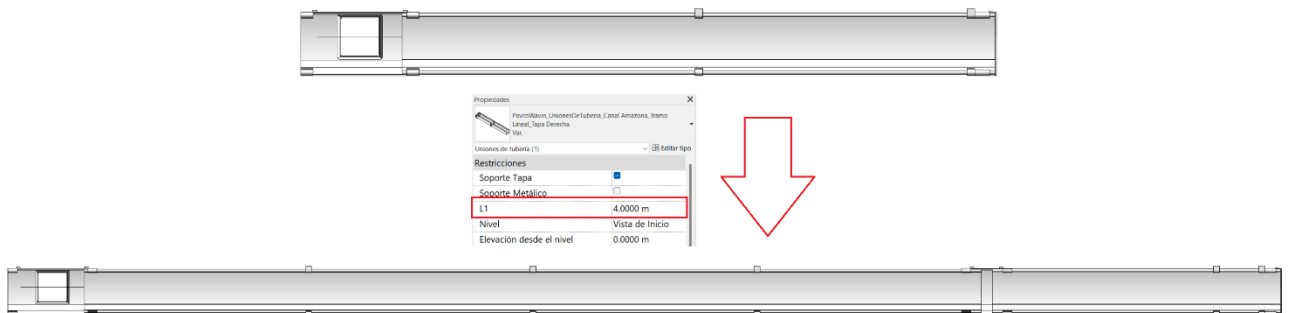 Propiedades
PavcoWavin_UnionesDeTuberia_Canal Amazona_Tramo
Lineal_Tapa Derecha
Var.
Uniones de tubería (1)
Editar tipo
Restricciones
Soporte Tapa
Soporte Metálico
L1 4.0000 m
Nivel Vista de Inicio
Elevación desde el nivel 0.0000 m